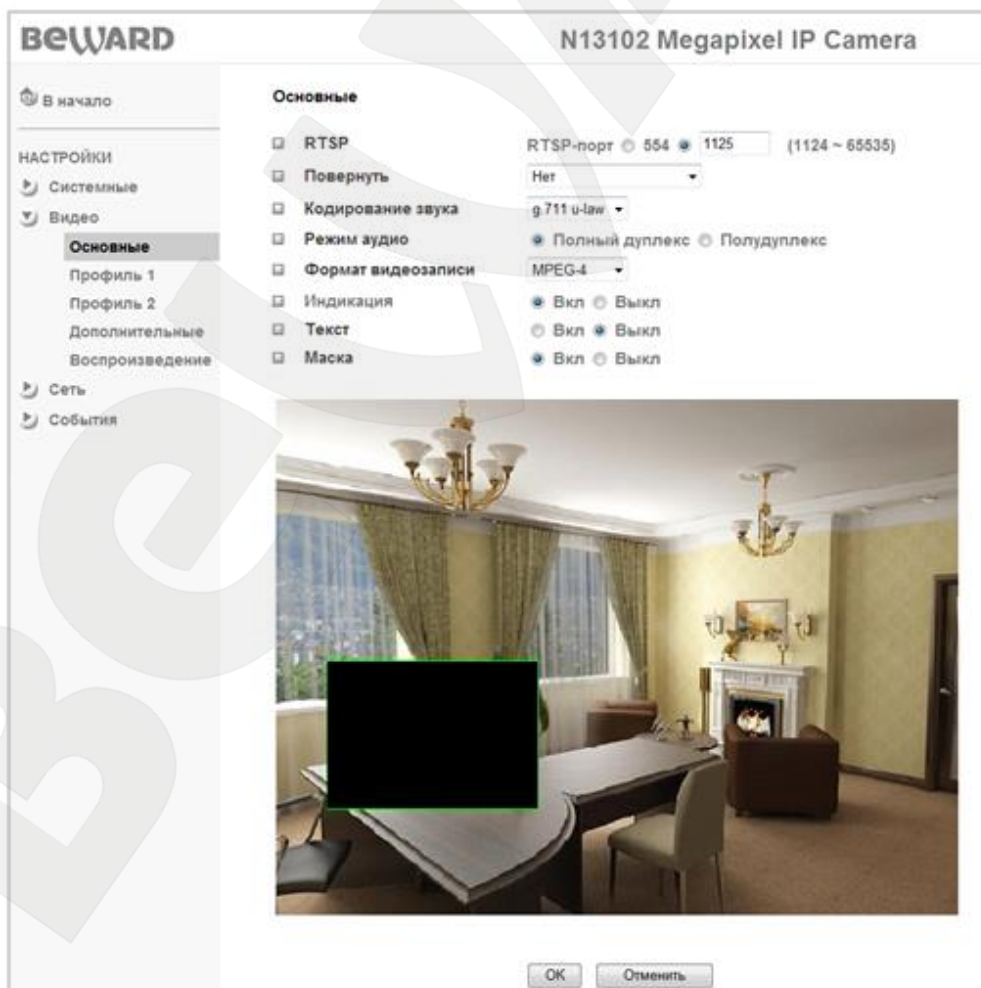 BEWARD
N13102 Megapixel IP Camera
В начало
НАСТРОЙКИ
Системные
Видео
Основные
Профиль 1
Профиль 2
Дополнительные
Воспроизведение
Сеть
События
Основные
RTSP RTSP-порт 554 1125 (1124 ~ 65535)
Повернуть Нет
Кодирование звука g.711 u-law
Режим аудио Полный дуплекс Полудуплекс
Формат видеозаписи MPEG-4
Индикация Вкл Выкл
Текст Вкл Выкл
Маска Вкл Выкл
OK Отменить